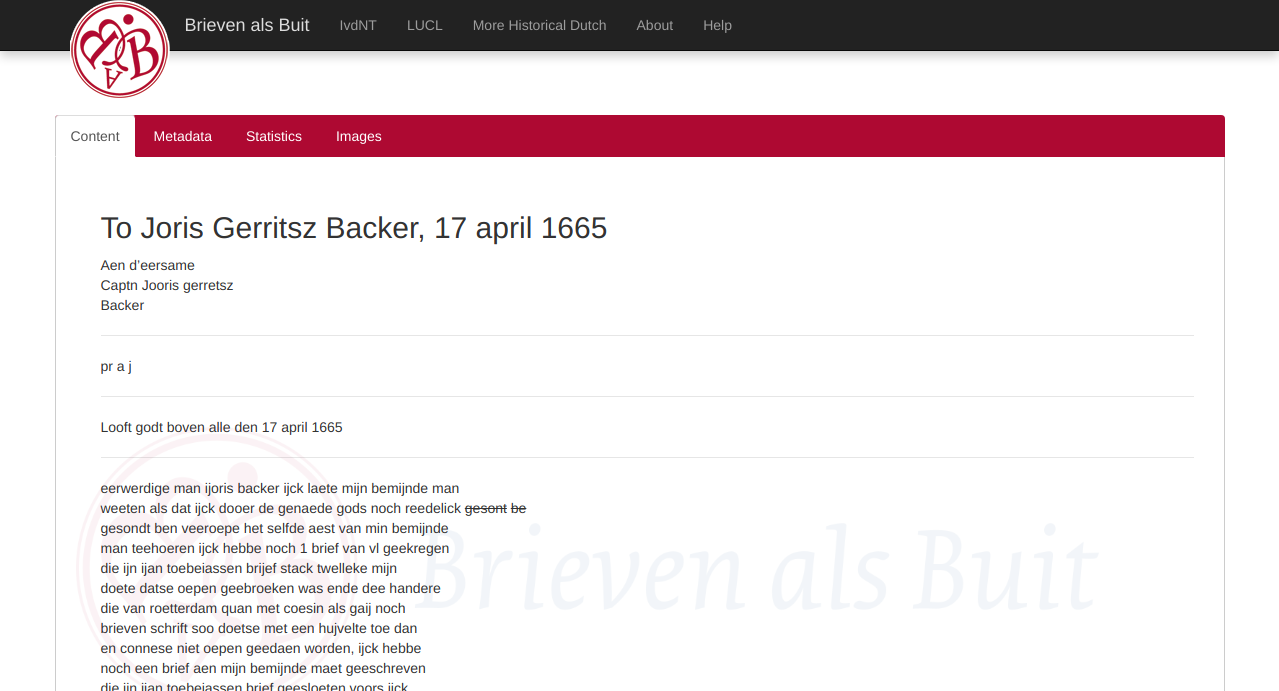 Brieven als Buit IvdNT LUCL More Historical Dutch About Help
Content Metadata Statistics Images
To Joris Gerritsz Backer, 17 april 1665
Aen d’eersame
Captn Jooris gerretsz
Backer
pr a j
Looft godt boven alle den 17 april 1665
eerwerdige man ijoris backer ijck laete mijn bemijnde man
weeten als dat ijck dooer de genaede gods noch reedelick gesont be
gesondt ben veeroepe het selfde aest van min bemijnde
man teehoeren ijck hebbe noch 1 brief van vl geekregen
die ijn ijan toebeiassen brijef stack twelleke mijn
doete datse oepen geebroeken was ende dee handere
die van roetterdam quan met coesin als gaij noch
brieven schrift soo doetse met een hujvelte toe dan
en connese niet oepen geedaen worden, ijck hebbe
noch een brief aen mijn bemijnde maet geeschreven
die ijn ijan toebeiassen brief geesloeten voors ijck
Brieven als Buit